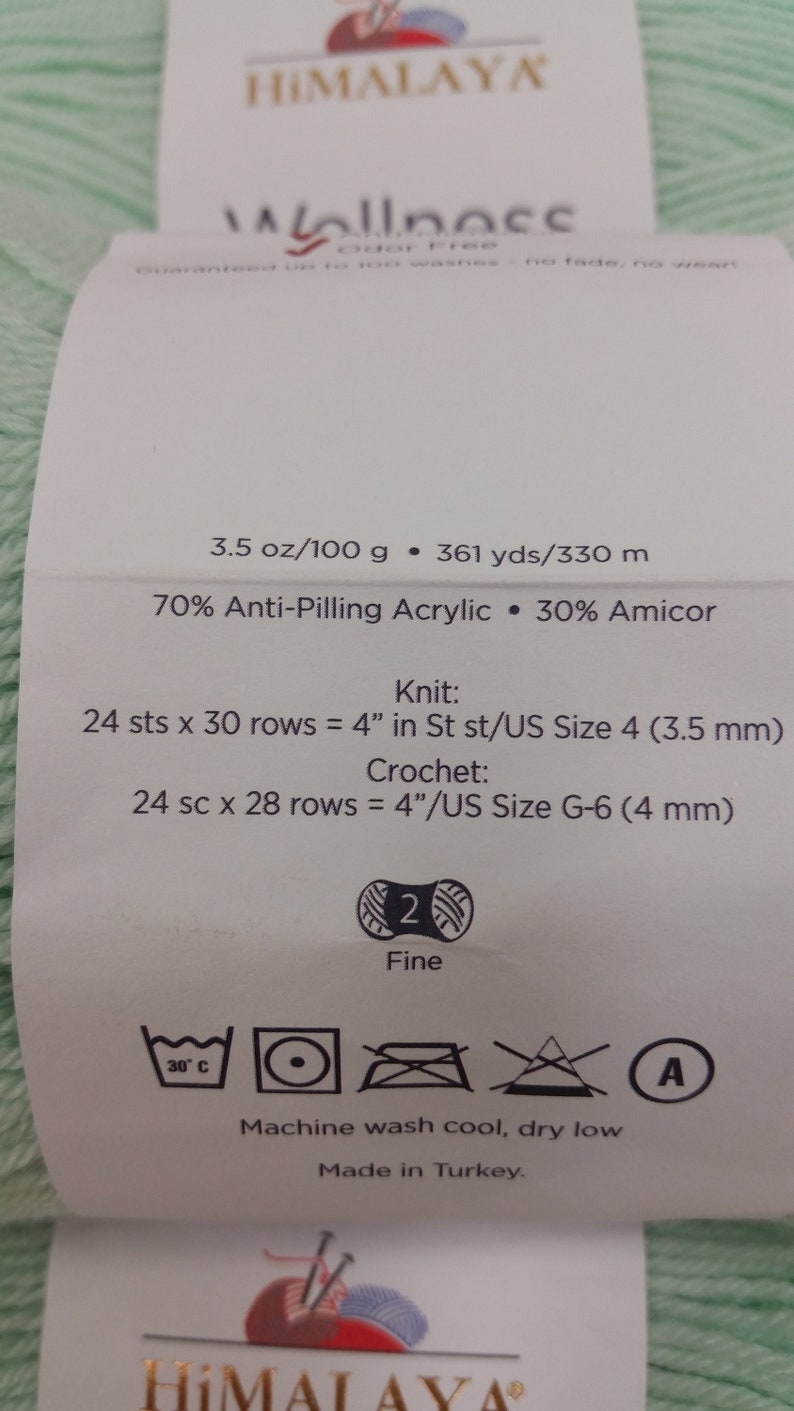 HiMALAYA®
Wellness
Odor Free
Guaranteed up to 100 washes - no fade, no wear!
3.5 oz/100 g • 361 yds/330 m
70% Anti-Pilling Acrylic • 30% Amicor
Knit:
24 sts x 30 rows = 4” in St st/US Size 4 (3.5 mm)
Crochet:
24 sc x 28 rows = 4”/US Size G-6 (4 mm)
2
Fine
30° C
A
Machine wash cool, dry low
Made in Turkey.
HiMALAYA®